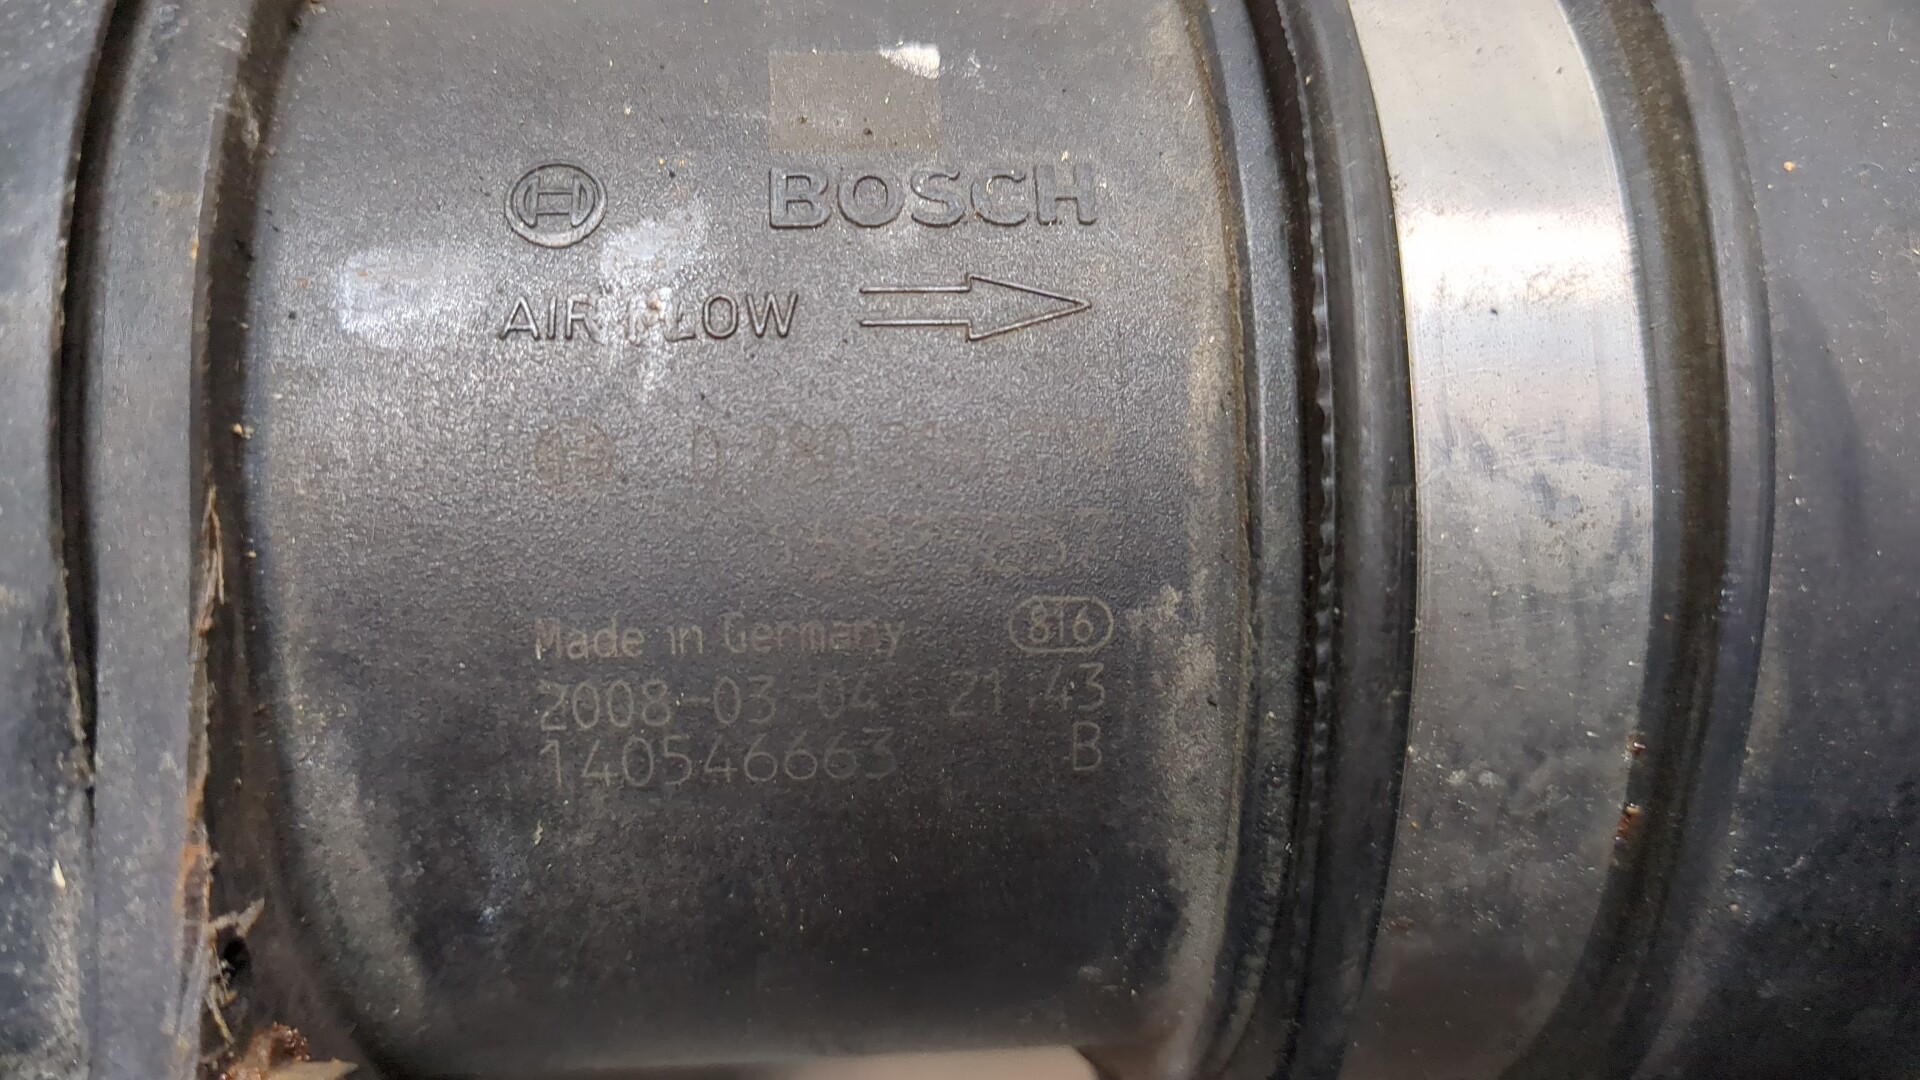 BOSCH
AIR FLOW
Made in Germany 816
2008-03-04 21:43
140546663 B